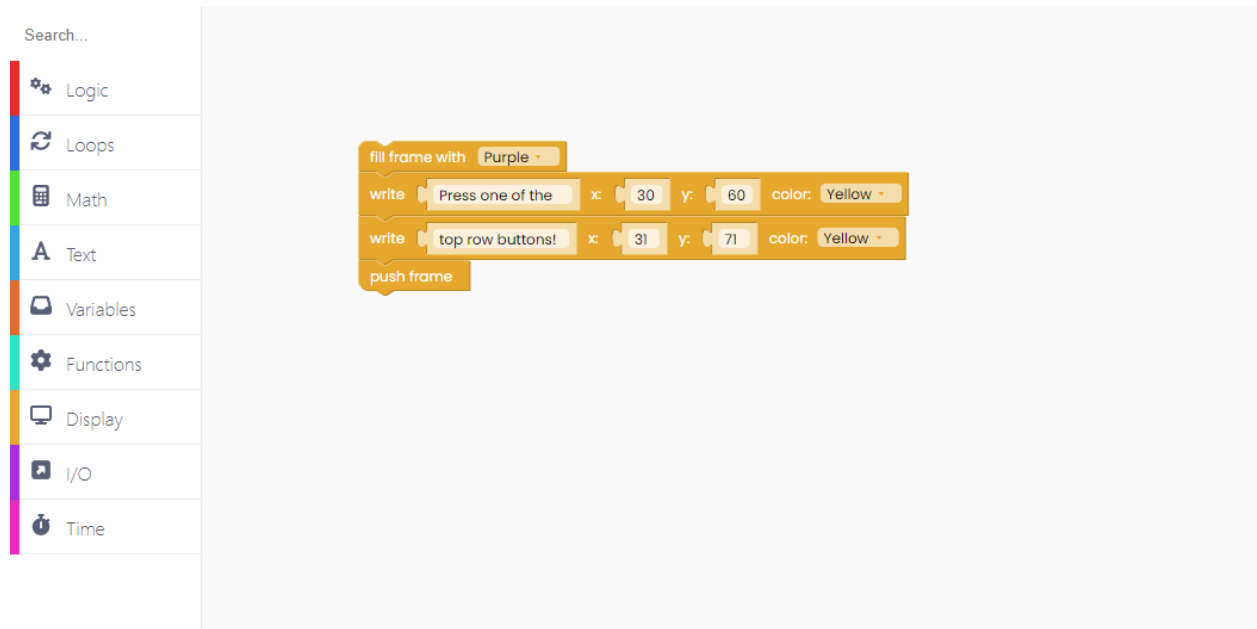 Search...
Logic
Loops
Math
Text
Variables
Functions
Display
I/O
Time
fill frame with Purple
write Press one of the x: 30 y: 60 color: Yellow
write top row buttons! x: 31 y: 71 color: Yellow
push frame